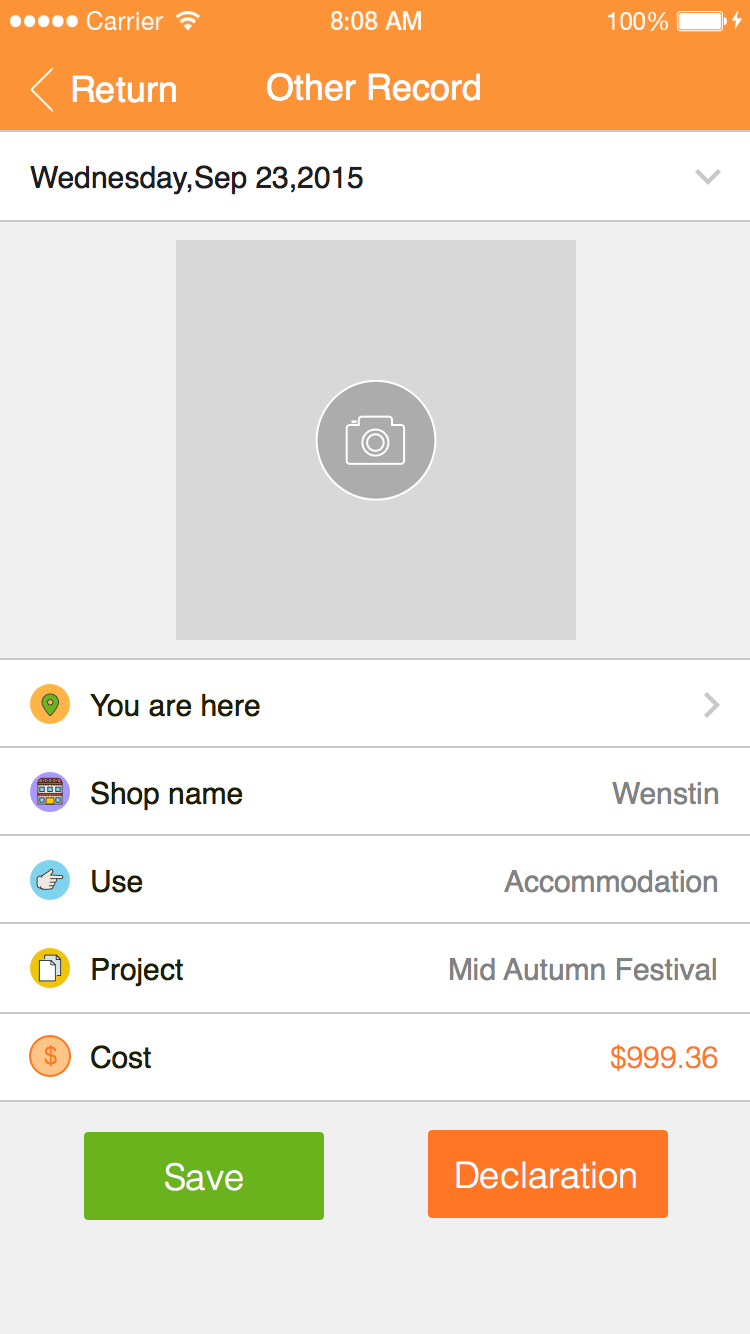 Carrier 8:08 AM 100%
Return Other Record
Wednesday,Sep 23,2015
You are here
Shop name Wenstin
Use Accommodation
Project Mid Autumn Festival
$ Cost $999.36
Save Declaration